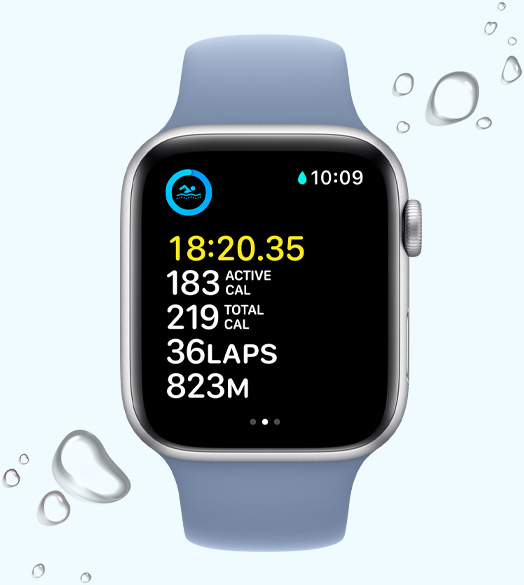 10:09
18:20.35
183 ACTIVE CAL
219 TOTAL CAL
36LAPS
823M